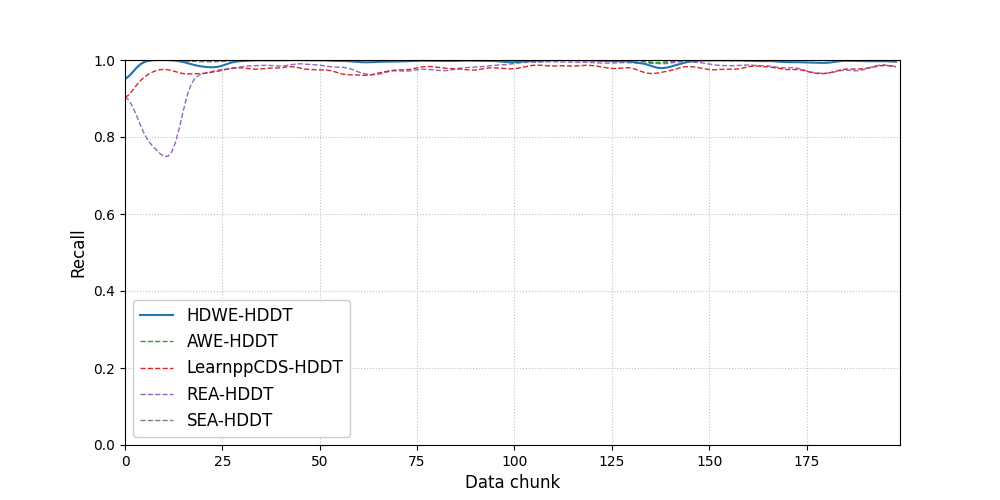 1.0
0.8
0.6
0.4
0.2
0.0
Recall
HDWE-HDDT
AWE-HDDT
LearnppCDS-HDDT
REA-HDDT
SEA-HDDT
0 25 50 75 100 125 150 175
Data chunk